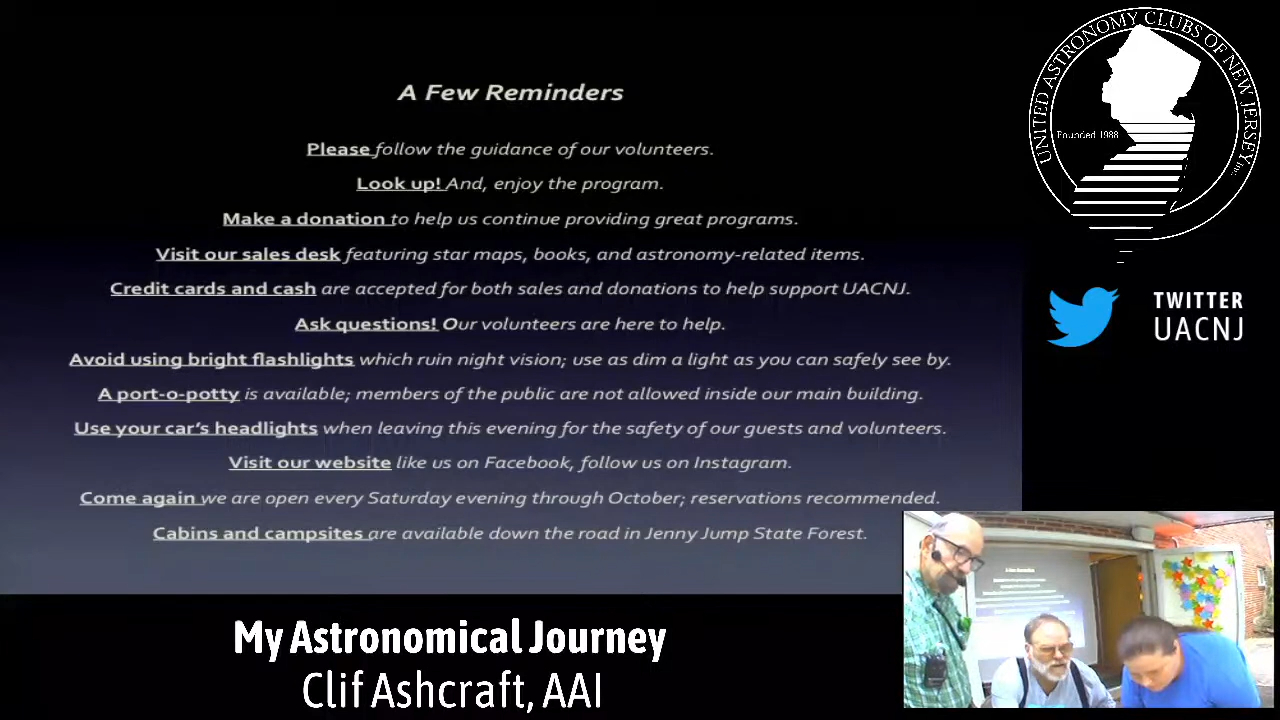 A Few Reminders
Please follow the guidance of our volunteers.
Look up! And, enjoy the program.
Make a donation to help us continue providing great programs.
Visit our sales desk featuring star maps, books, and astronomy-related items.
Credit cards and cash are accepted for both sales and donations to help support UACNJ.
Ask questions! Our volunteers are here to help.
Avoid using bright flashlights which ruin night vision; use as dim a light as you can safely see by.
A port-o-potty is available; members of the public are not allowed inside our main building.
Use your car's headlights when leaving this evening for the safety of our guests and volunteers.
Visit our website like us on Facebook, follow us on Instagram.
Come again we are open every Saturday evening through October; reservations recommended.
Cabins and campsites are available down the road in Jenny Jump State Forest.
UNITED ASTRONOMY CLUBS OF NEW JERSEY, Inc.
Founded 1988
TWITTER
UACNJ
My Astronomical Journey
Clif Ashcraft, AAI